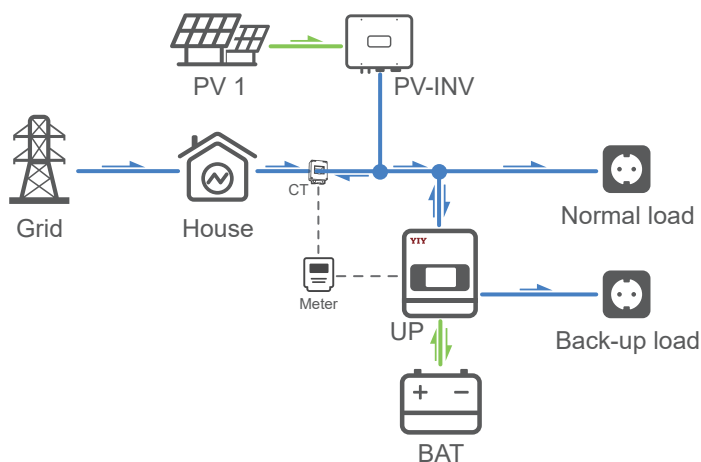 PV 1
PV-INV
Grid
House
CT
Normal load
YIY
Meter
UP
Back-up load
+ −
BAT